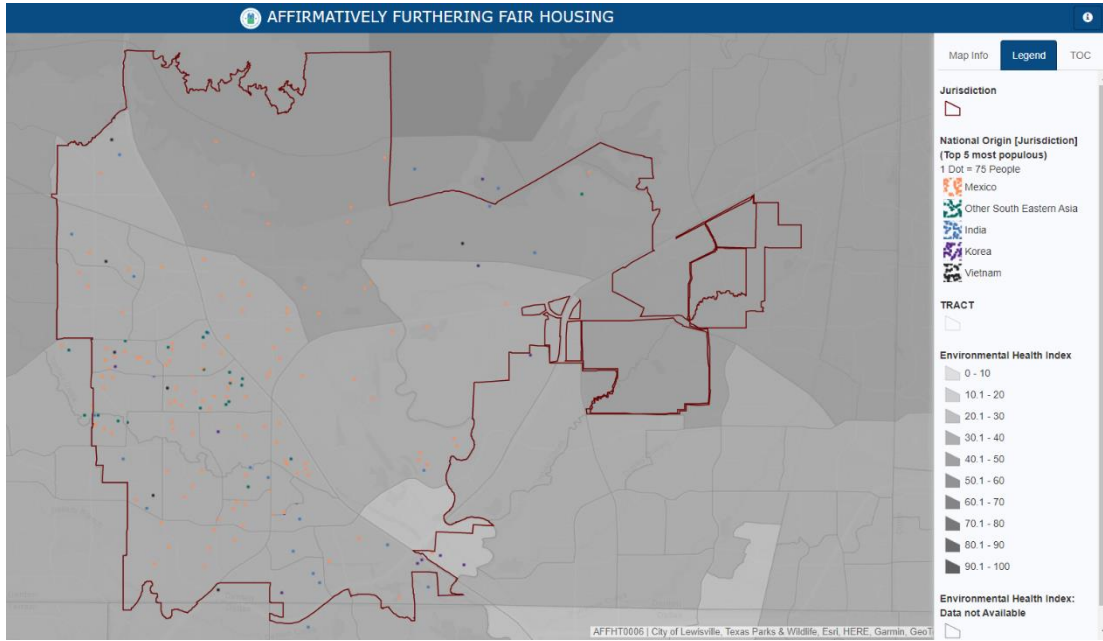 AFFIRMATIVELY FURTHERING FAIR HOUSING
Map Info Legend TOC
Jurisdiction
National Origin [Jurisdiction]
(Top 5 most populous)
1 Dot = 75 People
Mexico
Other South Eastern Asia
India
Korea
Vietnam
TRACT
Environmental Health Index
0 - 10
10.1 - 20
20.1 - 30
30.1 - 40
40.1 - 50
50.1 - 60
60.1 - 70
70.1 - 80
80.1 - 90
90.1 - 100
Environmental Health Index:
Data not Available
AFFHT0006 | City of Lewisville, Texas Parks & Wildlife, Esri, HERE, Garmin, GeoT